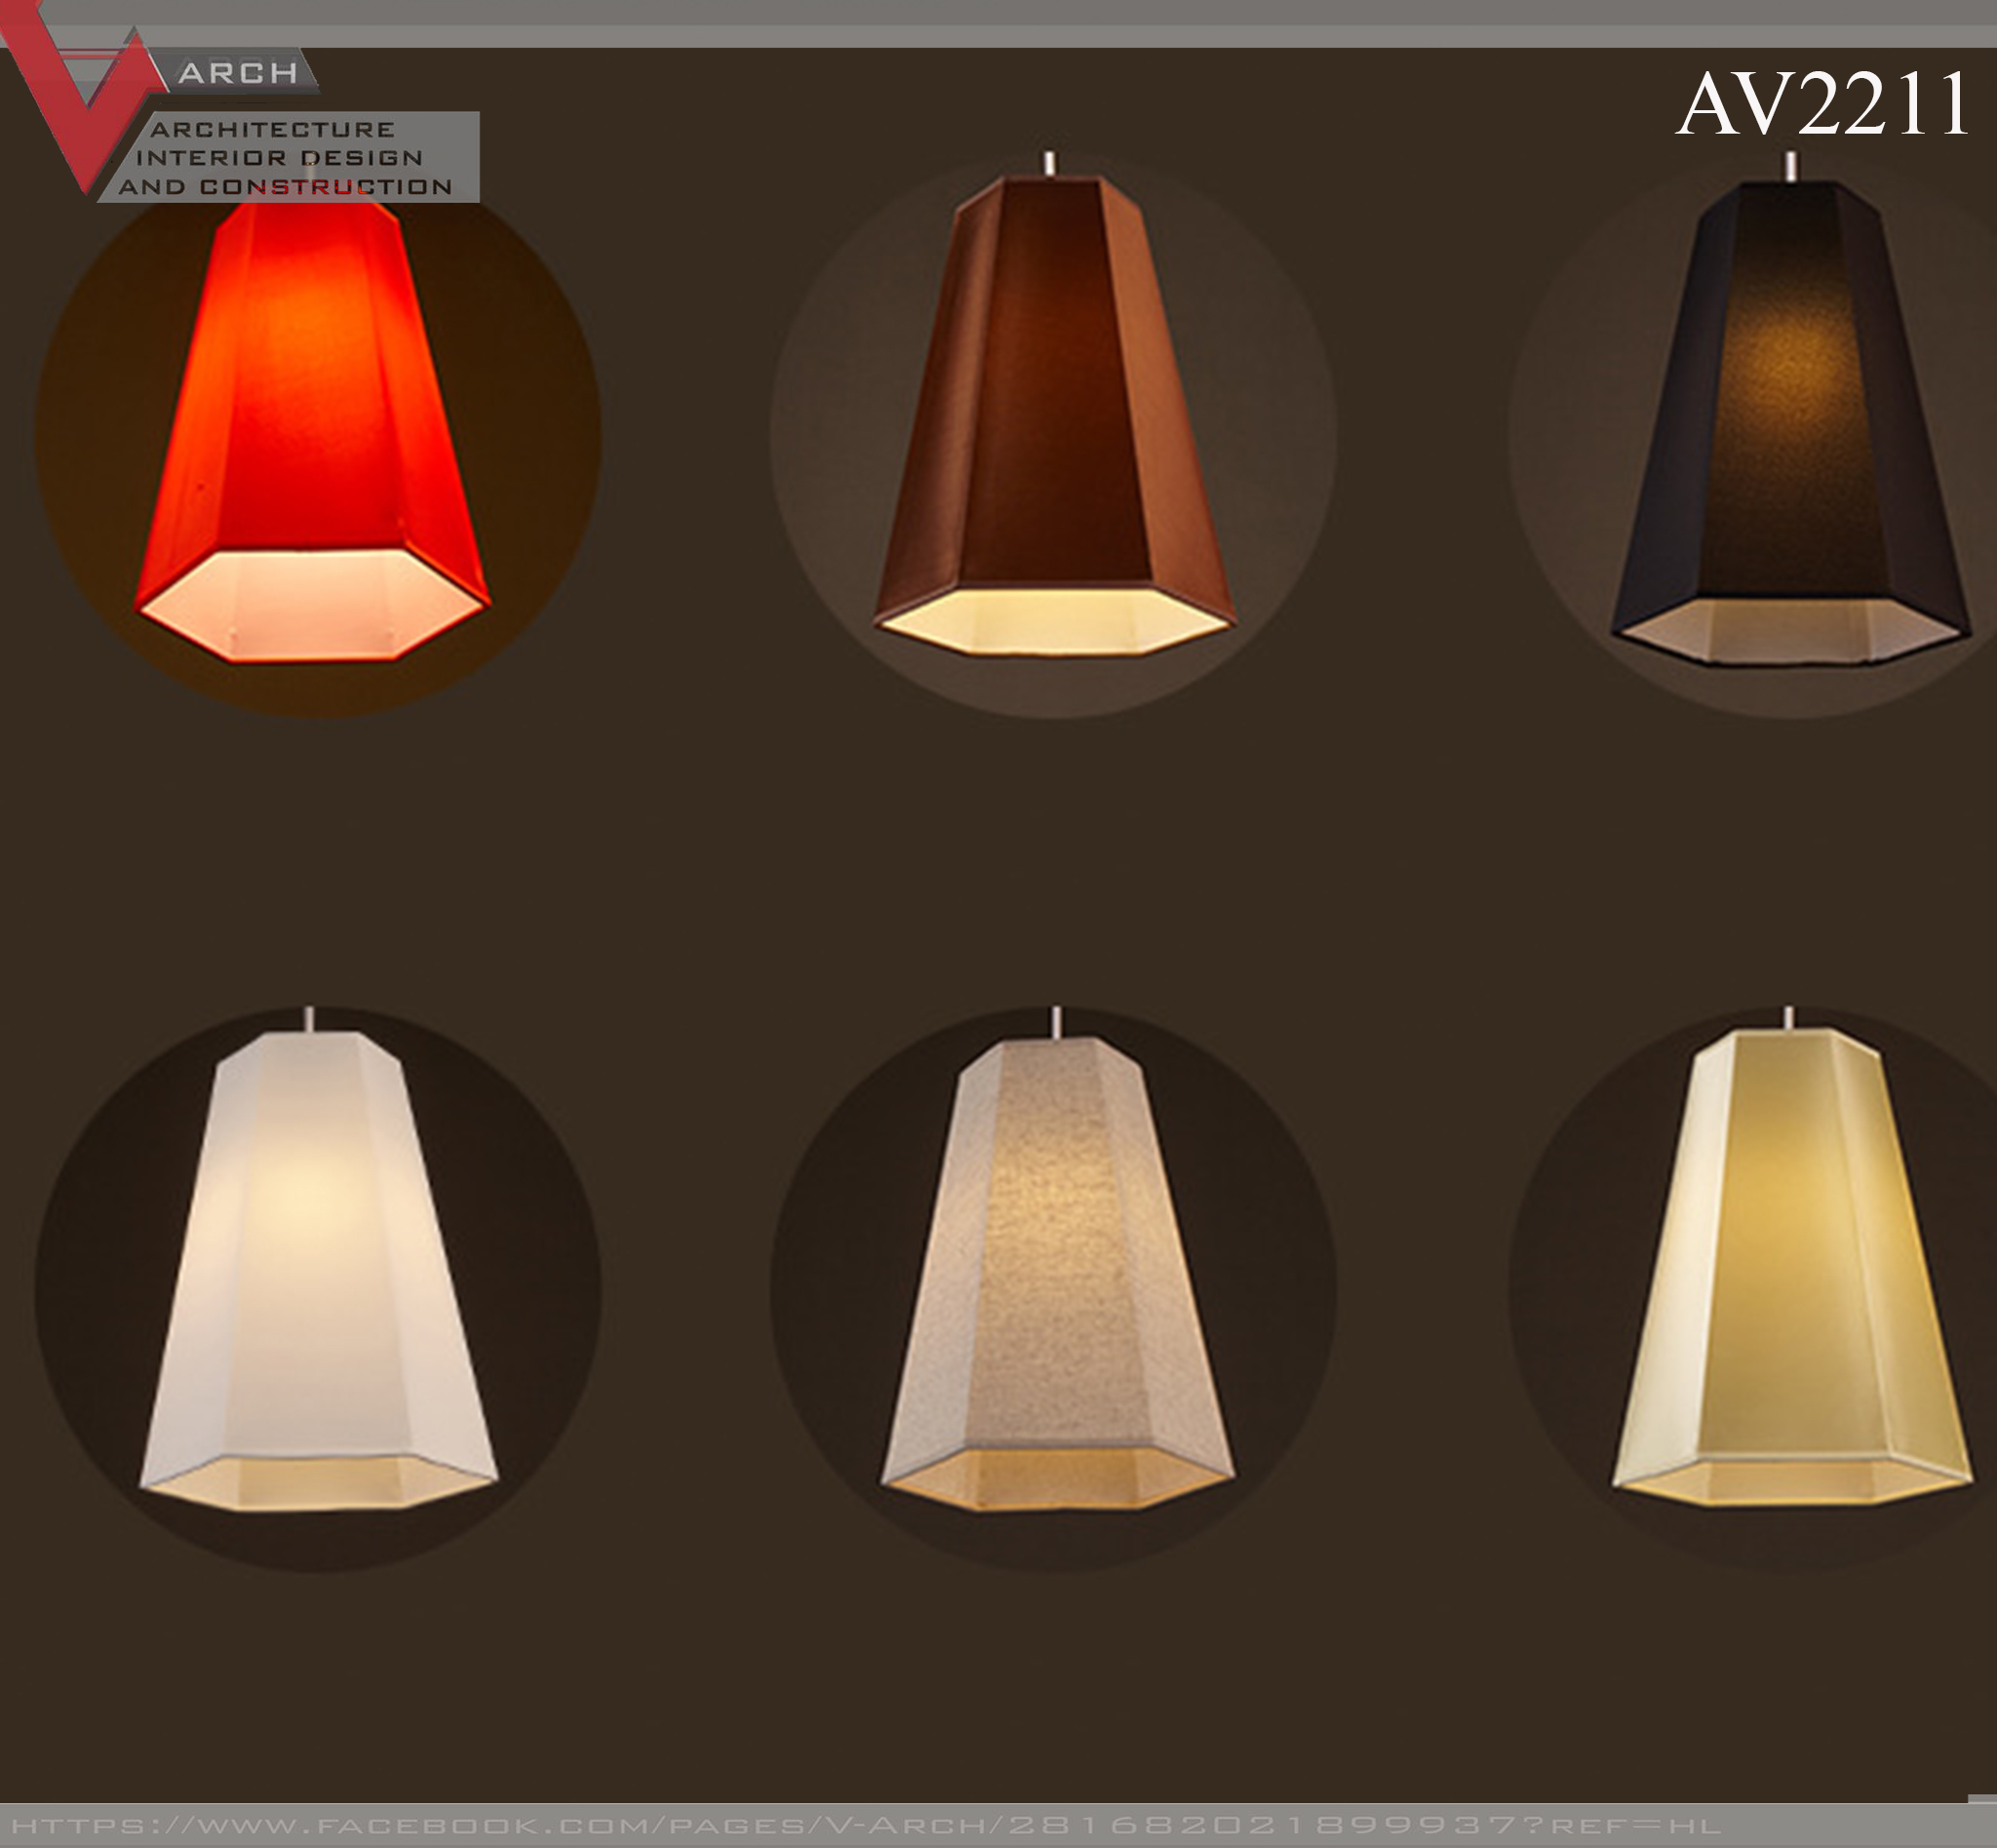 ARCH
AV2211
ARCHITECTURE
INTERIOR DESIGN
AND CONSTRUCTION
HTTPS://WWW.FACEBOOK.COM/PAGES/V-ARCH/281682021899937?REF=HL